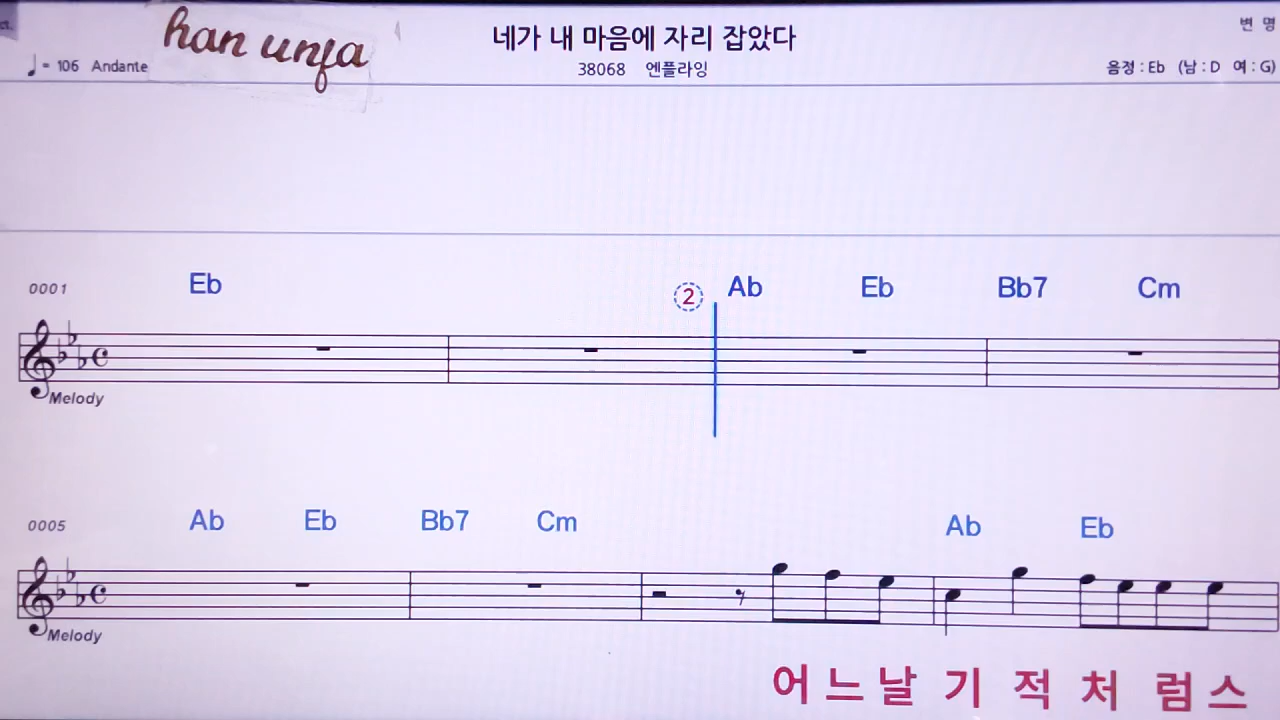 han unfa
네가 내 마음에 자리 잡았다
변 명
♩= 106 Andante
38068 엔플라잉
음정 : Eb (남 : D 여 : G)
0001
Eb
2
Ab Eb Bb7 Cm
Melody
0005
Ab Eb Bb7 Cm Ab Eb
Melody
어 느 날 기 적 처 럼 스